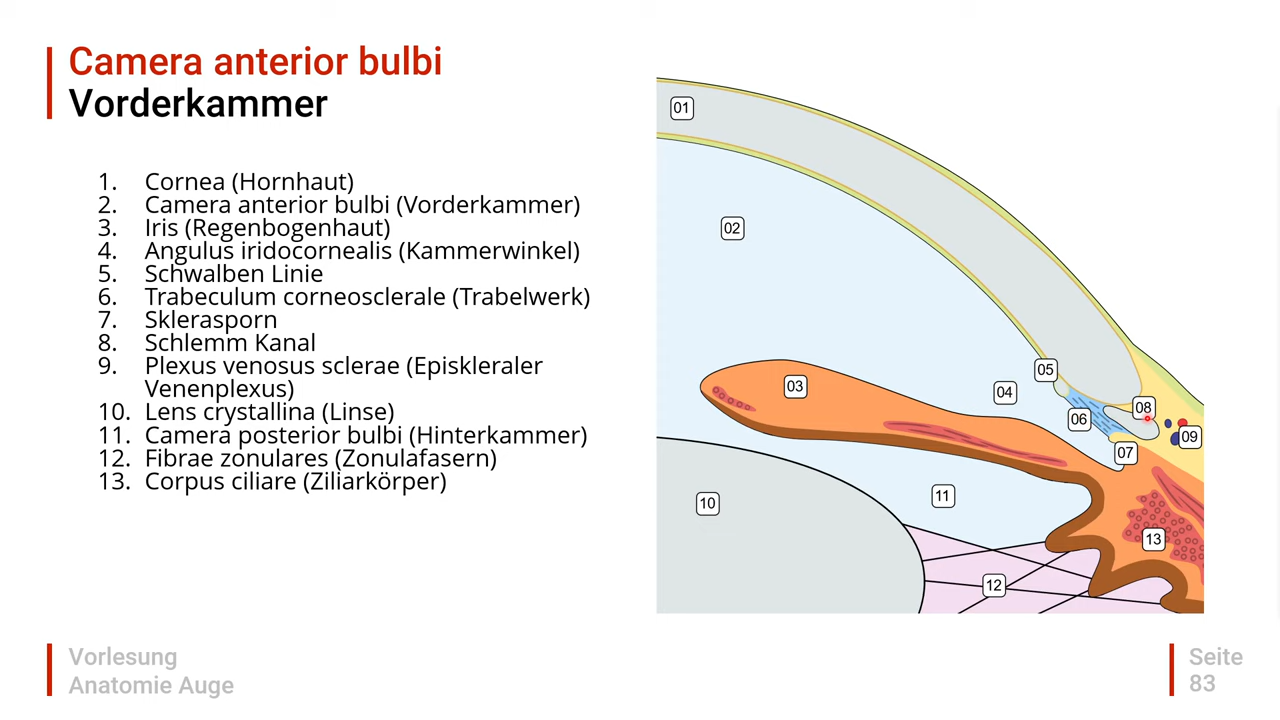 Camera anterior bulbi
Vorderkammer
1. Cornea (Hornhaut)
2. Camera anterior bulbi (Vorderkammer)
3. Iris (Regenbogenhaut)
4. Angulus iridocornealis (Kammerwinkel)
5. Schwalben Linie
6. Trabeculum corneosclerale (Trabelwerk)
7. Sklerasporn
8. Schlemm Kanal
9. Plexus venosus sclerae (Episkleraler
Venenplexus)
10. Lens crystallina (Linse)
11. Camera posterior bulbi (Hinterkammer)
12. Fibrae zonulares (Zonulafasern)
13. Corpus ciliare (Ziliarkörper)
01
02
03
04
05
06
07
08
09
10
11
12
13
Vorlesung
Anatomie Auge
Seite
83